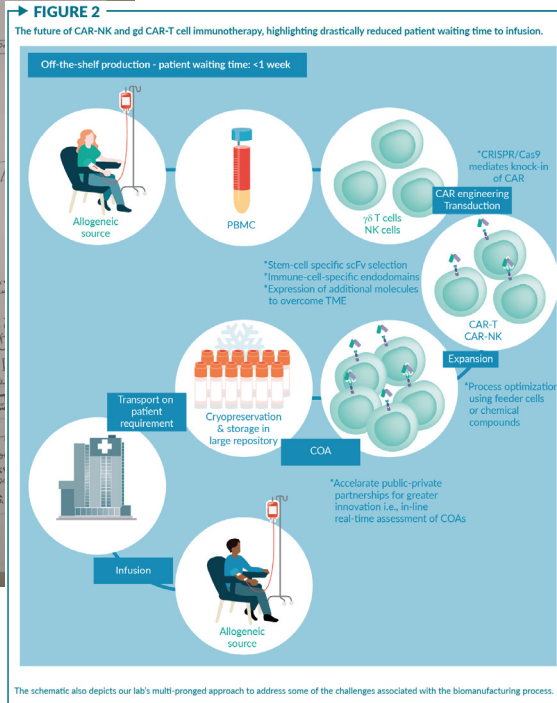 FIGURE 2
The future of CAR-NK and gd CAR-T cell immunotherapy, highlighting drastically reduced patient waiting time to infusion.
Off-the-shelf production - patient waiting time: <1 week
Allogeneic
source
PBMC
γδ T cells
NK cells
*CRISPR/Cas9
mediates knock-in
of CAR
CAR engineering
Transduction
*Stem-cell specific scFv selection
*Immune-cell-specific endodomains
*Expression of additional molecules
to overcome TME
CAR-T
CAR-NK
Expansion
*Process optimization
using feeder cells
or chemical
compounds
COA
*Accelarate public-private
partnerships for greater
innovation i.e., in-line
real-time assessment of COAs
Cryopreservation
& storage in
large repository
Transport on
patient
requirement
Infusion
Allogeneic
source
The schematic also depicts our lab's multi-pronged approach to address some of the challenges associated with the biomanufacturing process.